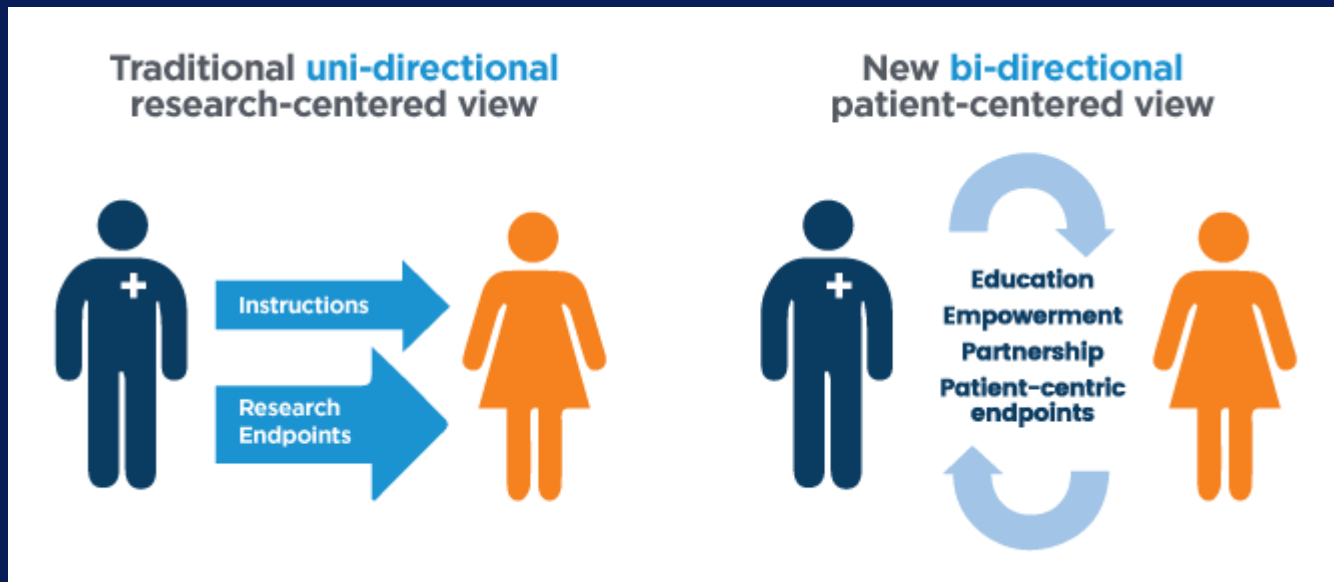 Traditional uni-directional
research-centered view
Instructions
Research
Endpoints
New bi-directional
patient-centered view
Education
Empowerment
Partnership
Patient-centric
endpoints